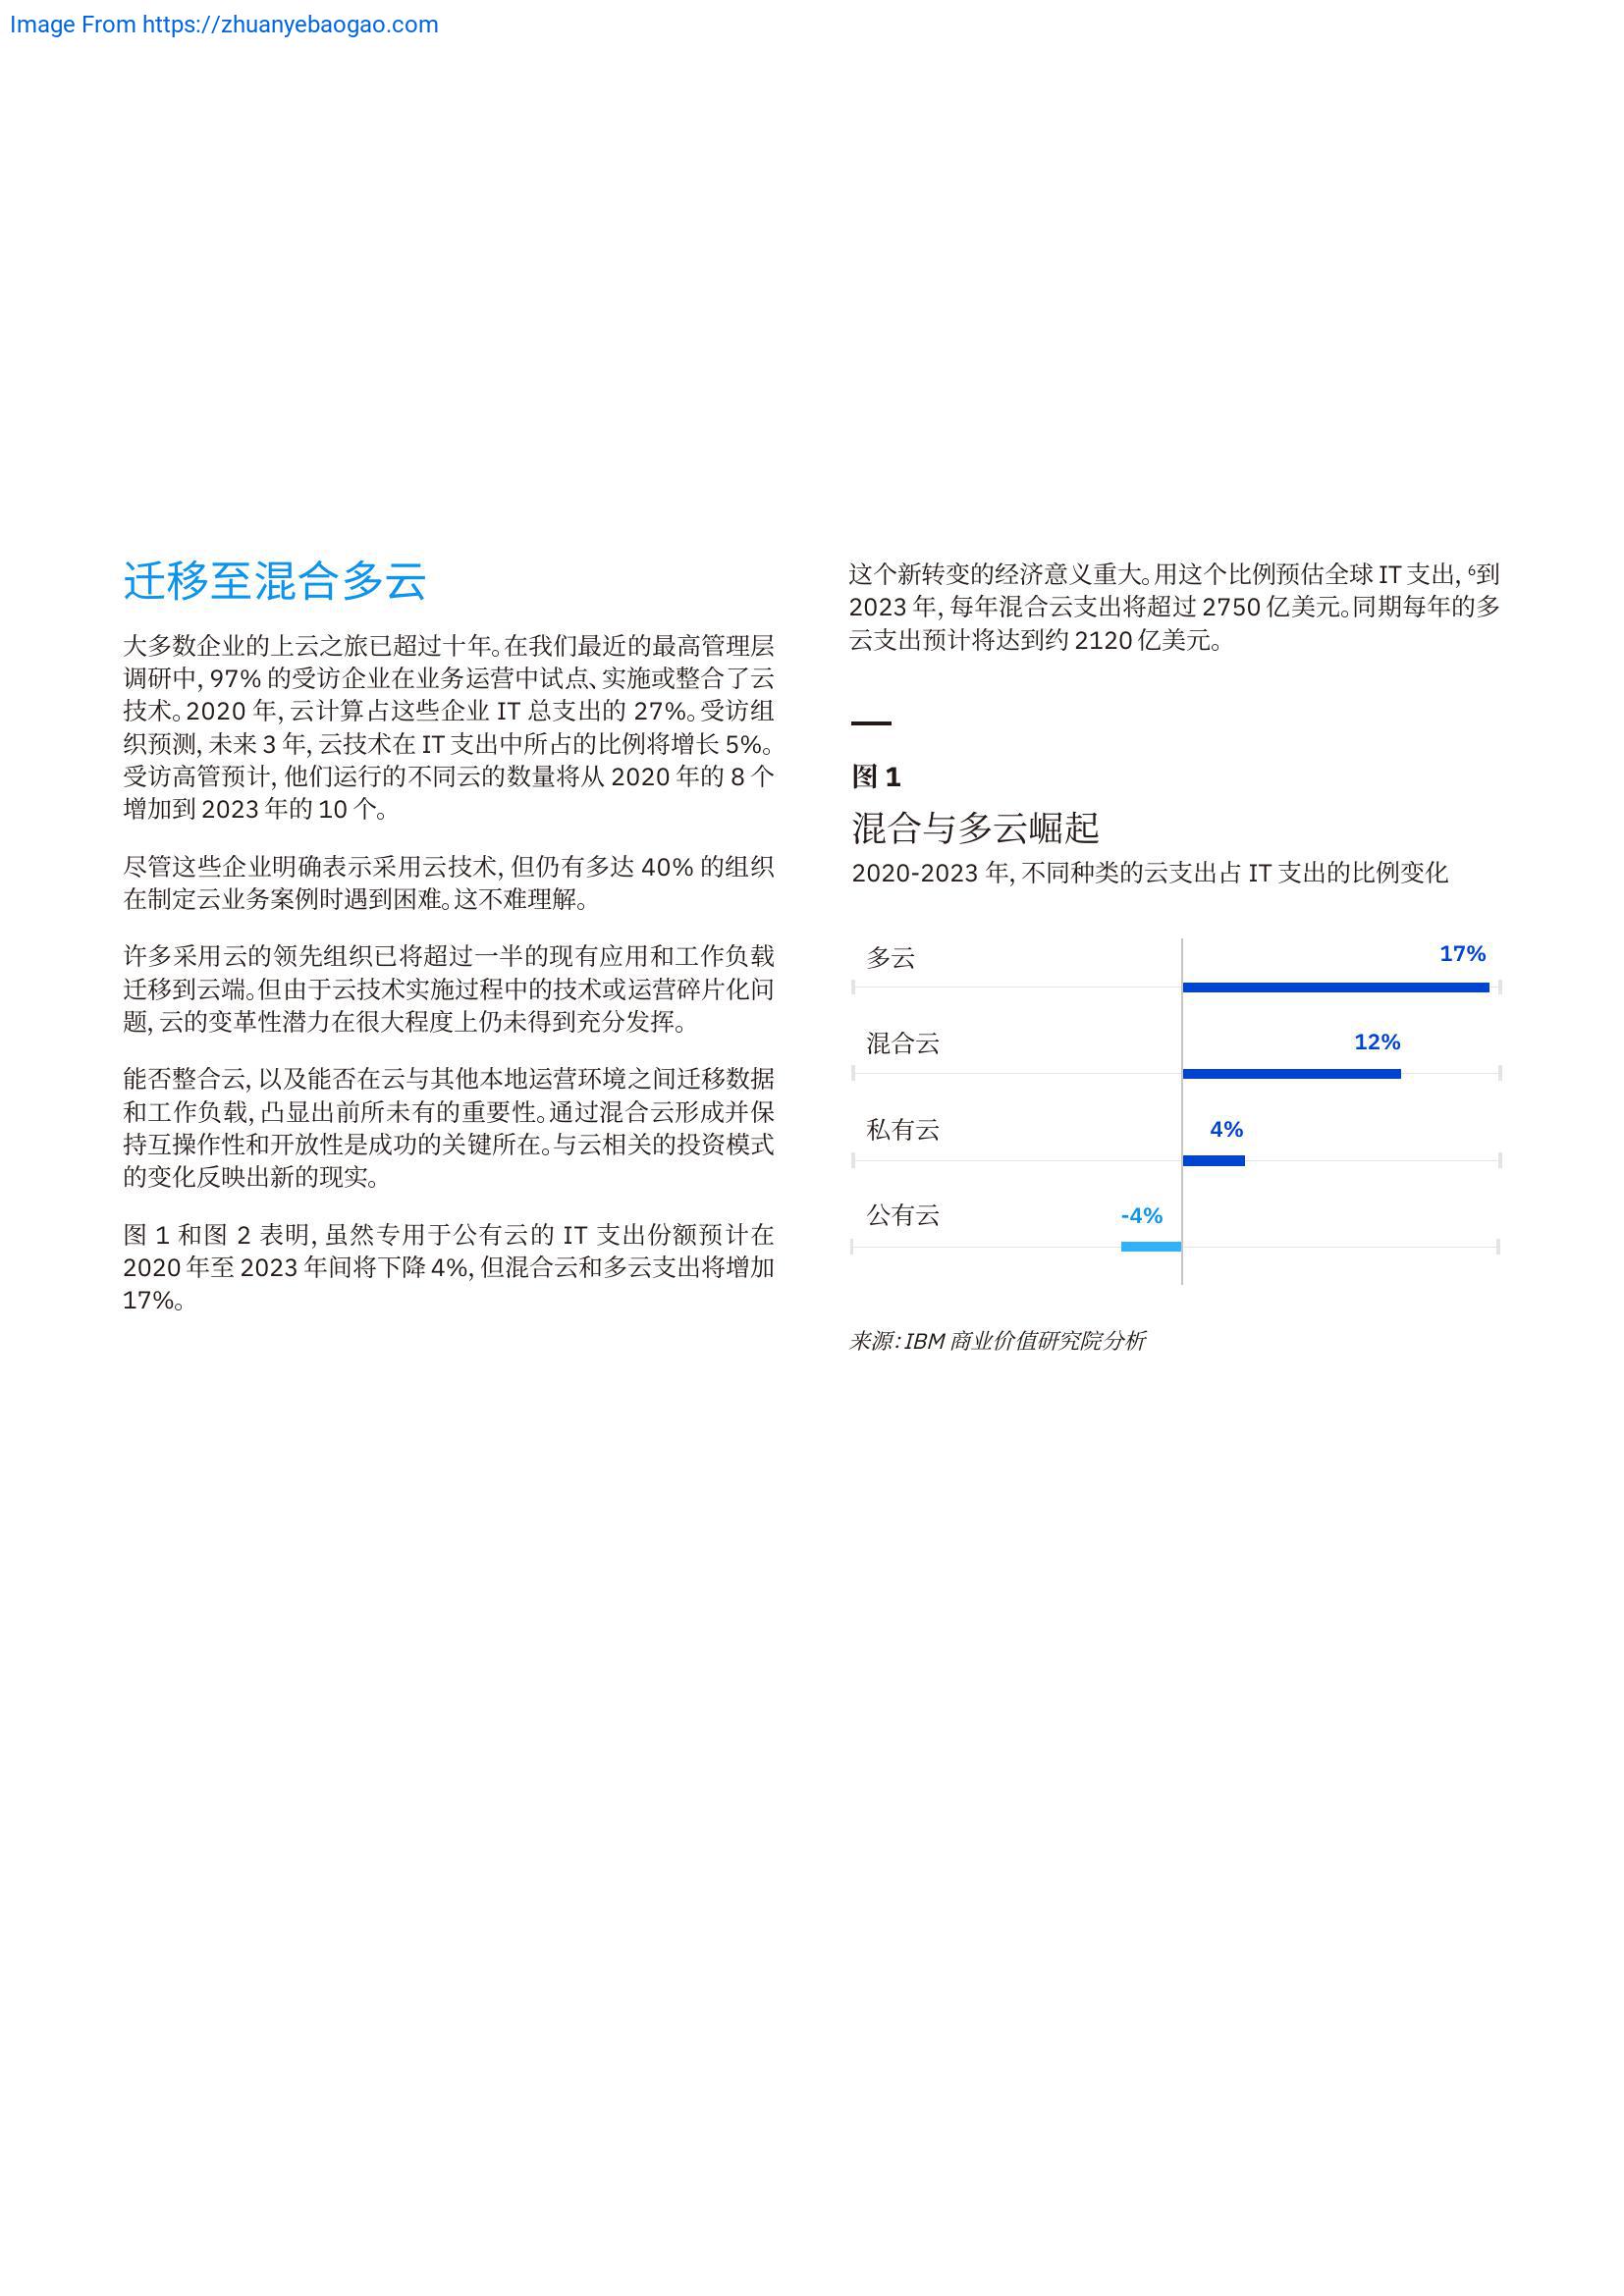 Image From https://zhuanyebaogao.com
迁移至混合多云
大多数企业的上云之旅已超过十年。在我们最近的最高管理层
调研中, 97% 的受访企业在业务运营中试点、实施或整合了云
技术。2020 年, 云计算占这些企业 IT 总支出的 27%。受访组
织预测, 未来 3 年, 云技术在 IT 支出中所占的比例将增长 5%。
受访高管预计, 他们运行的不同云的数量将从 2020 年的 8 个
增加到 2023 年的 10 个。
尽管这些企业明确表示采用云技术, 但仍有多达 40% 的组织
在制定云业务案例时遇到困难。这不难理解。
许多采用云的领先组织已将超过一半的现有应用和工作负载
迁移到云端。但由于云技术实施过程中的技术或运营碎片化问
题, 云的变革性潜力在很大程度上仍未得到充分发挥。
能否整合云, 以及能否在云与其他本地运营环境之间迁移数据
和工作负载, 凸显出前所未有的重要性。通过混合云形成并保
持互操作性和开放性是成功的关键所在。与云相关的投资模式
的变化反映出新的现实。
图 1 和图 2 表明, 虽然专用于公有云的 IT 支出份额预计在
2020 年至 2023 年间将下降 4%, 但混合云和多云支出将增加
17%。
这个新转变的经济意义重大。用这个比例预估全球 IT 支出, ⁶到
2023 年, 每年混合云支出将超过 2750 亿美元。同期每年的多
云支出预计将达到约 2120 亿美元。
图 1
混合与多云崛起
2020-2023 年, 不同种类的云支出占 IT 支出的比例变化
多云 17%
混合云 12%
私有云 4%
公有云 -4%
来源: IBM 商业价值研究院分析